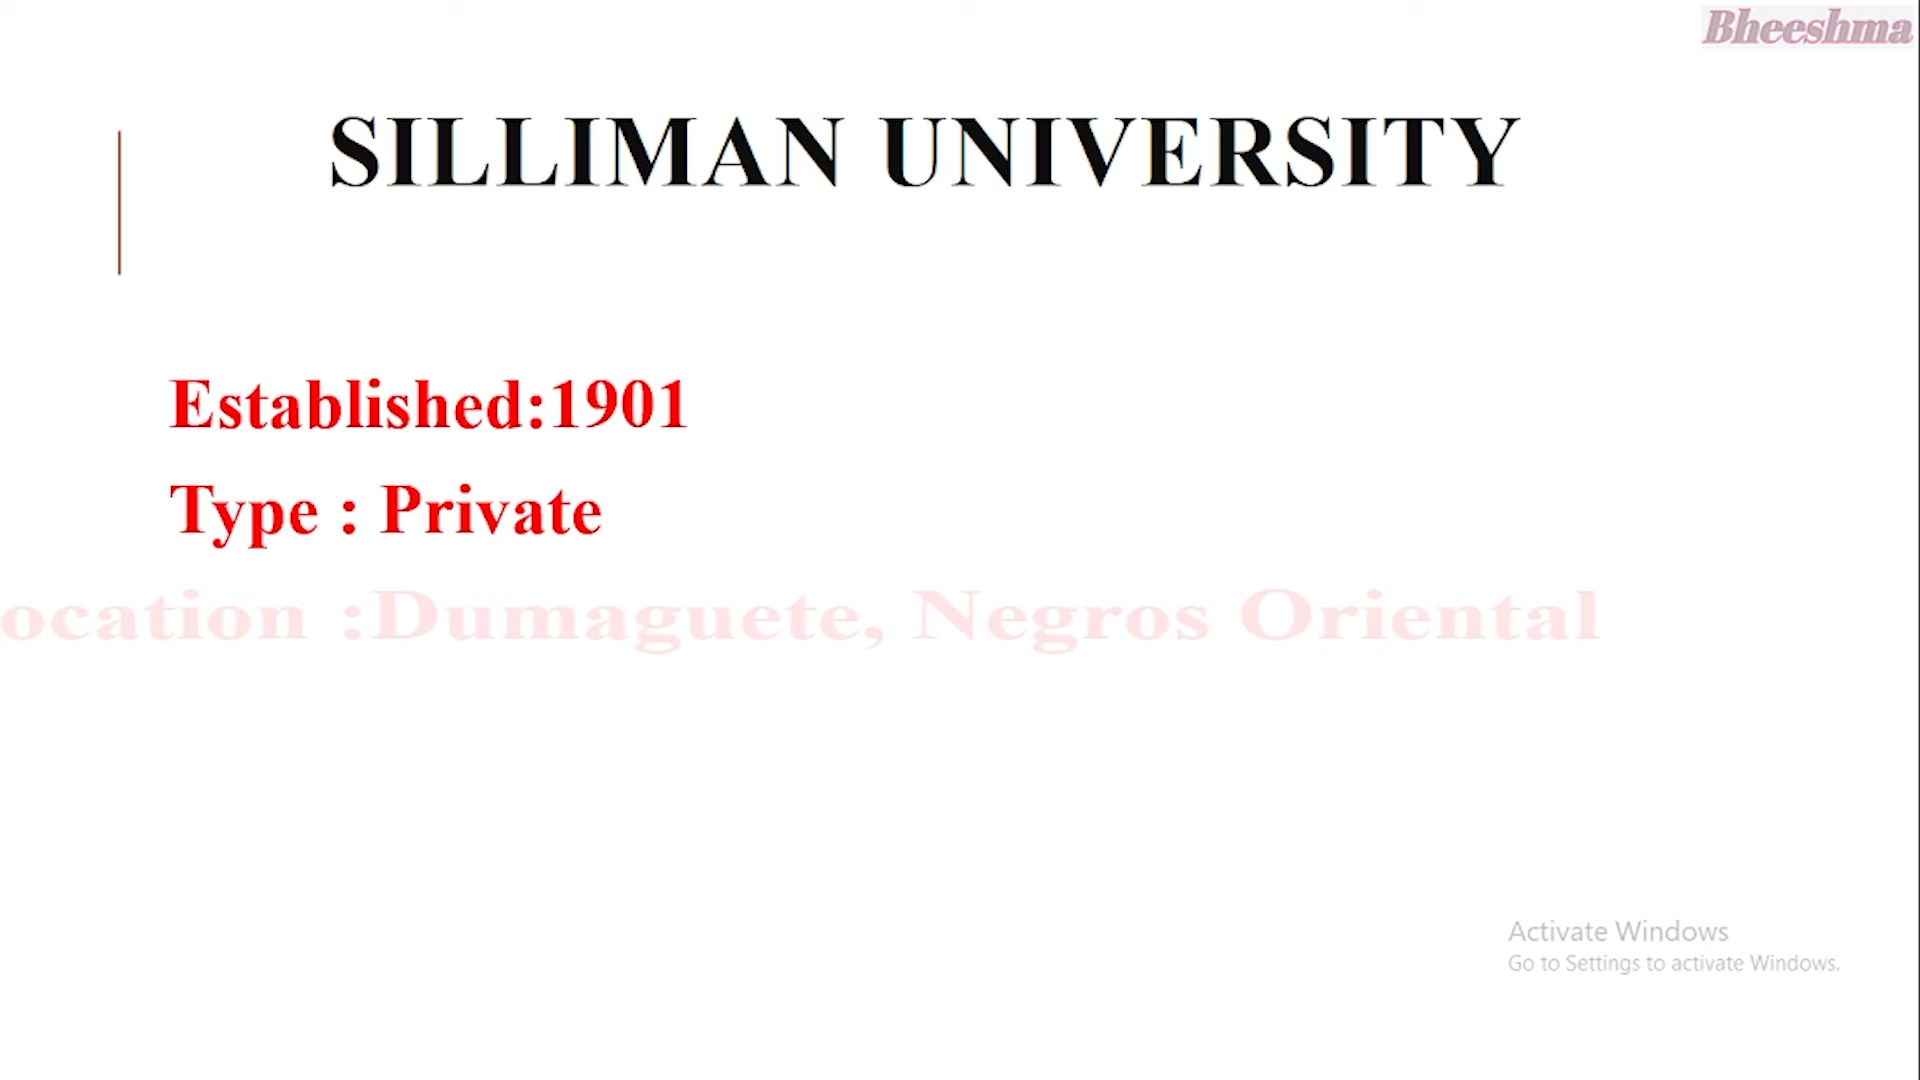 Bheeshma
SILLIMAN UNIVERSITY
Established:1901
Type : Private
ocation :Dumaguete, Negros Oriental
Activate Windows
Go to Settings to activate Windows.